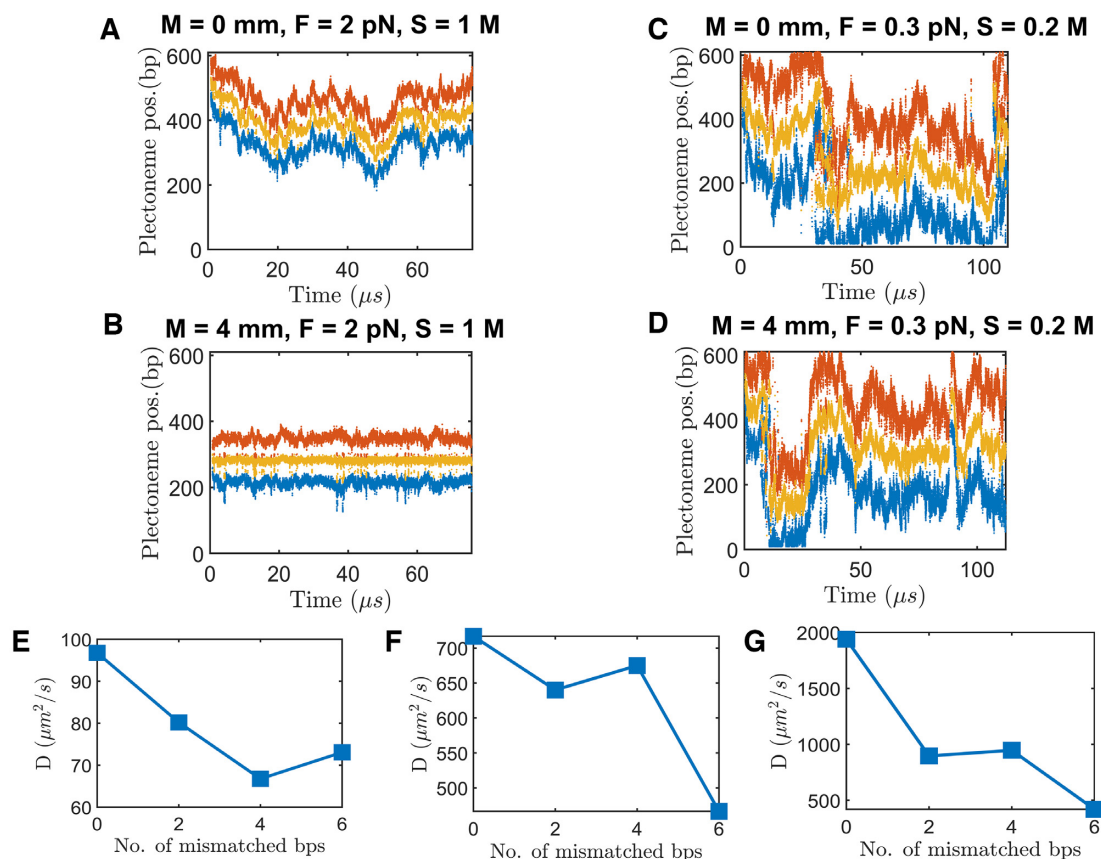 A
M = 0 mm, F = 2 pN, S = 1 M
Plectoneme pos.(bp)
600
400
200
0
0 20 40 60
Time (μs)
C
M = 0 mm, F = 0.3 pN, S = 0.2 M
Plectoneme pos.(bp)
600
400
200
0
0 50 100
Time (μs)
B
M = 4 mm, F = 2 pN, S = 1 M
Plectoneme pos.(bp)
600
400
200
0
0 20 40 60
Time (μs)
D
M = 4 mm, F = 0.3 pN, S = 0.2 M
Plectoneme pos.(bp)
600
400
200
0
0 50 100
Time (μs)
E
D (μm²/s)
100
90
80
70
60
0 2 4 6
No. of mismatched bps
F
D (μm²/s)
700
650
600
550
500
0 2 4 6
No. of mismatched bps
G
D (μm²/s)
2000
1500
1000
500
0 2 4 6
No. of mismatched bps